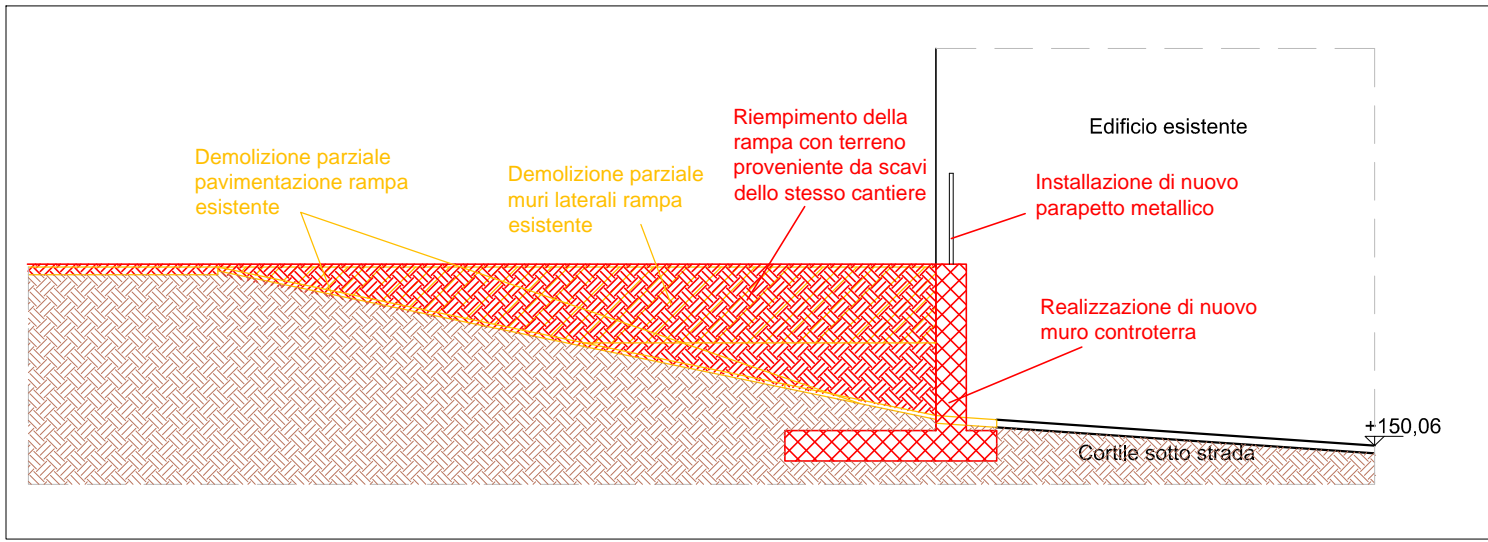 Demolizione parziale
pavimentazione rampa
esistente
Demolizione parziale
muri laterali rampa
esistente
Riempimento della
rampa con terreno
proveniente da scavi
dello stesso cantiere
Edificio esistente
Installazione di nuovo
parapetto metallico
Realizzazione di nuovo
muro controterra
+150,06
Cortile sotto strada